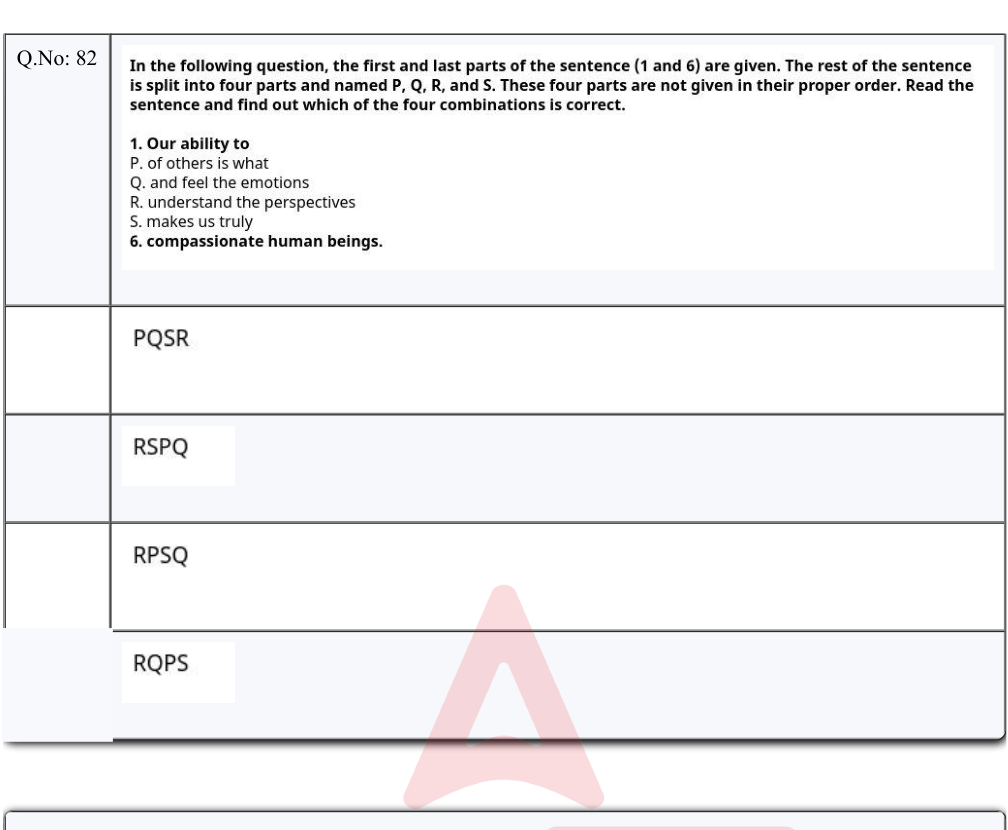 Q.No: 82
In the following question, the first and last parts of the sentence (1 and 6) are given. The rest of the sentence
is split into four parts and named P, Q, R, and S. These four parts are not given in their proper order. Read the
sentence and find out which of the four combinations is correct.
1. Our ability to
P. of others is what
Q. and feel the emotions
R. understand the perspectives
S. makes us truly
6. compassionate human beings.
PQSR
RSPQ
RPSQ
RQPS